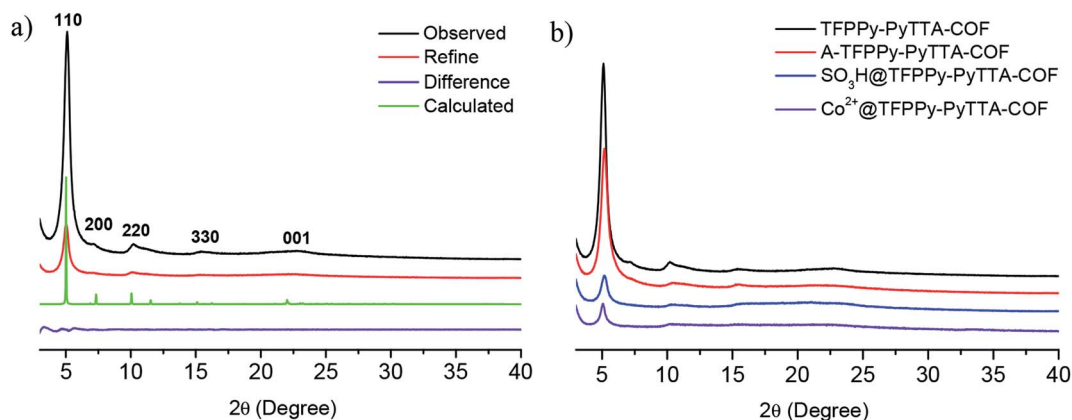 a)
110
Observed
Refine
Difference
Calculated
200
220
330
001
5 10 15 20 25 30 35 40
2θ (Degree)
b)
TFPPy-PyTTA-COF
A-TFPPy-PyTTA-COF
SO₃H@TFPPy-PyTTA-COF
Co²⁺@TFPPy-PyTTA-COF
5 10 15 20 25 30 35 40
2θ (Degree)